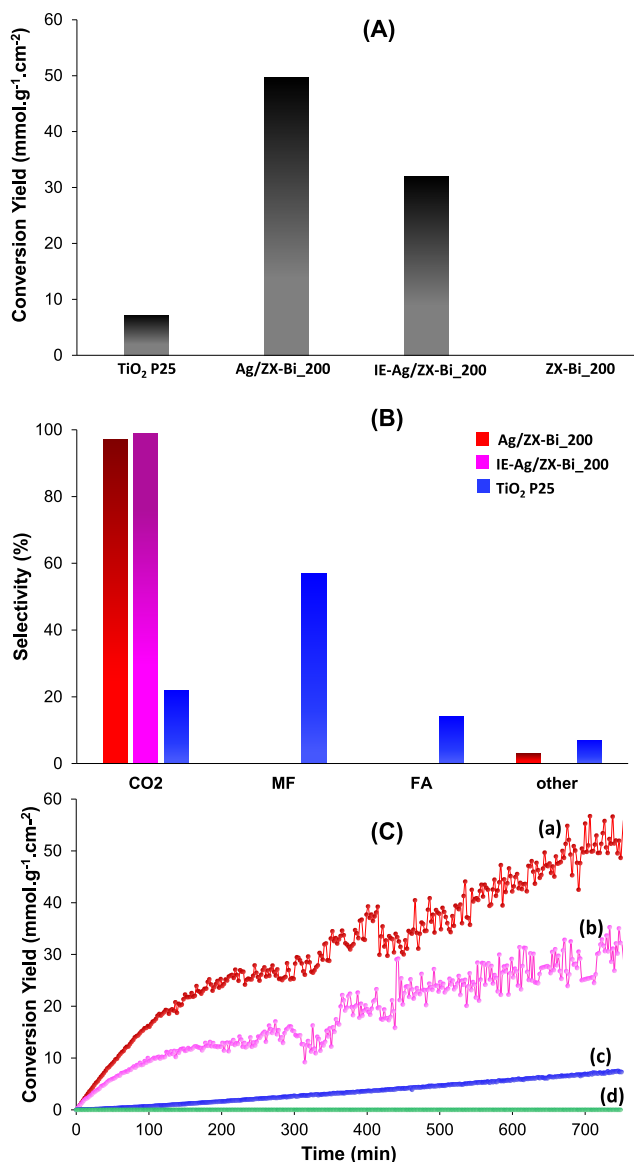 (A)
Conversion Yield (mmol.g⁻¹.cm⁻²)
60
50
40
30
20
10
0
TiO₂ P25 Ag/ZX-Bi_200 IE-Ag/ZX-Bi_200 ZX-Bi_200
(B)
Selectivity (%)
100
80
60
40
20
0
Ag/ZX-Bi_200
IE-Ag/ZX-Bi_200
TiO₂ P25
CO2 MF FA other
(C)
Conversion Yield (mmol.g⁻¹.cm⁻²)
60
50
40
30
20
10
0
(a)
(b)
(c)
(d)
0 100 200 300 400 500 600 700
Time (min)